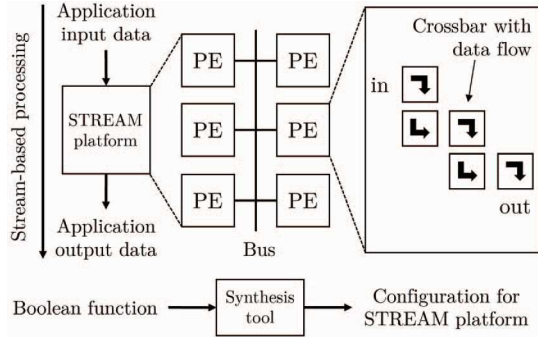 Stream-based processing
Application
input data
STREAM
platform
Application
output data
PE
PE
PE
PE
PE
PE
Bus
Crossbar with
data flow
in
out
Boolean function
Synthesis
tool
Configuration for
STREAM platform